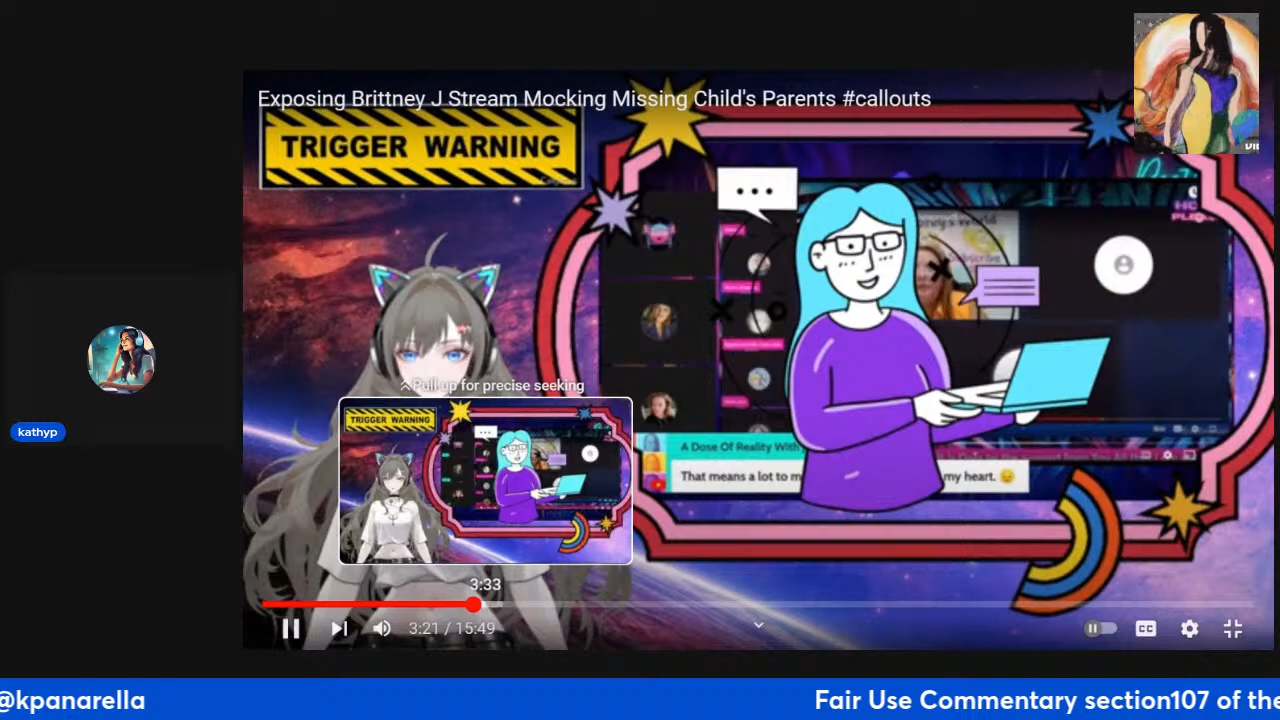 Exposing Brittney J Stream Mocking Missing Child's Parents #callouts
TRIGGER WARNING
Subscribe
Pull up for precise seeking
TRIGGER WARNING
A Dose Of Reality With
That means a lot to m
my heart.
kathyp
3:33
3:21 / 15:49
CC
@kpanarella
Fair Use Commentary section107 of the